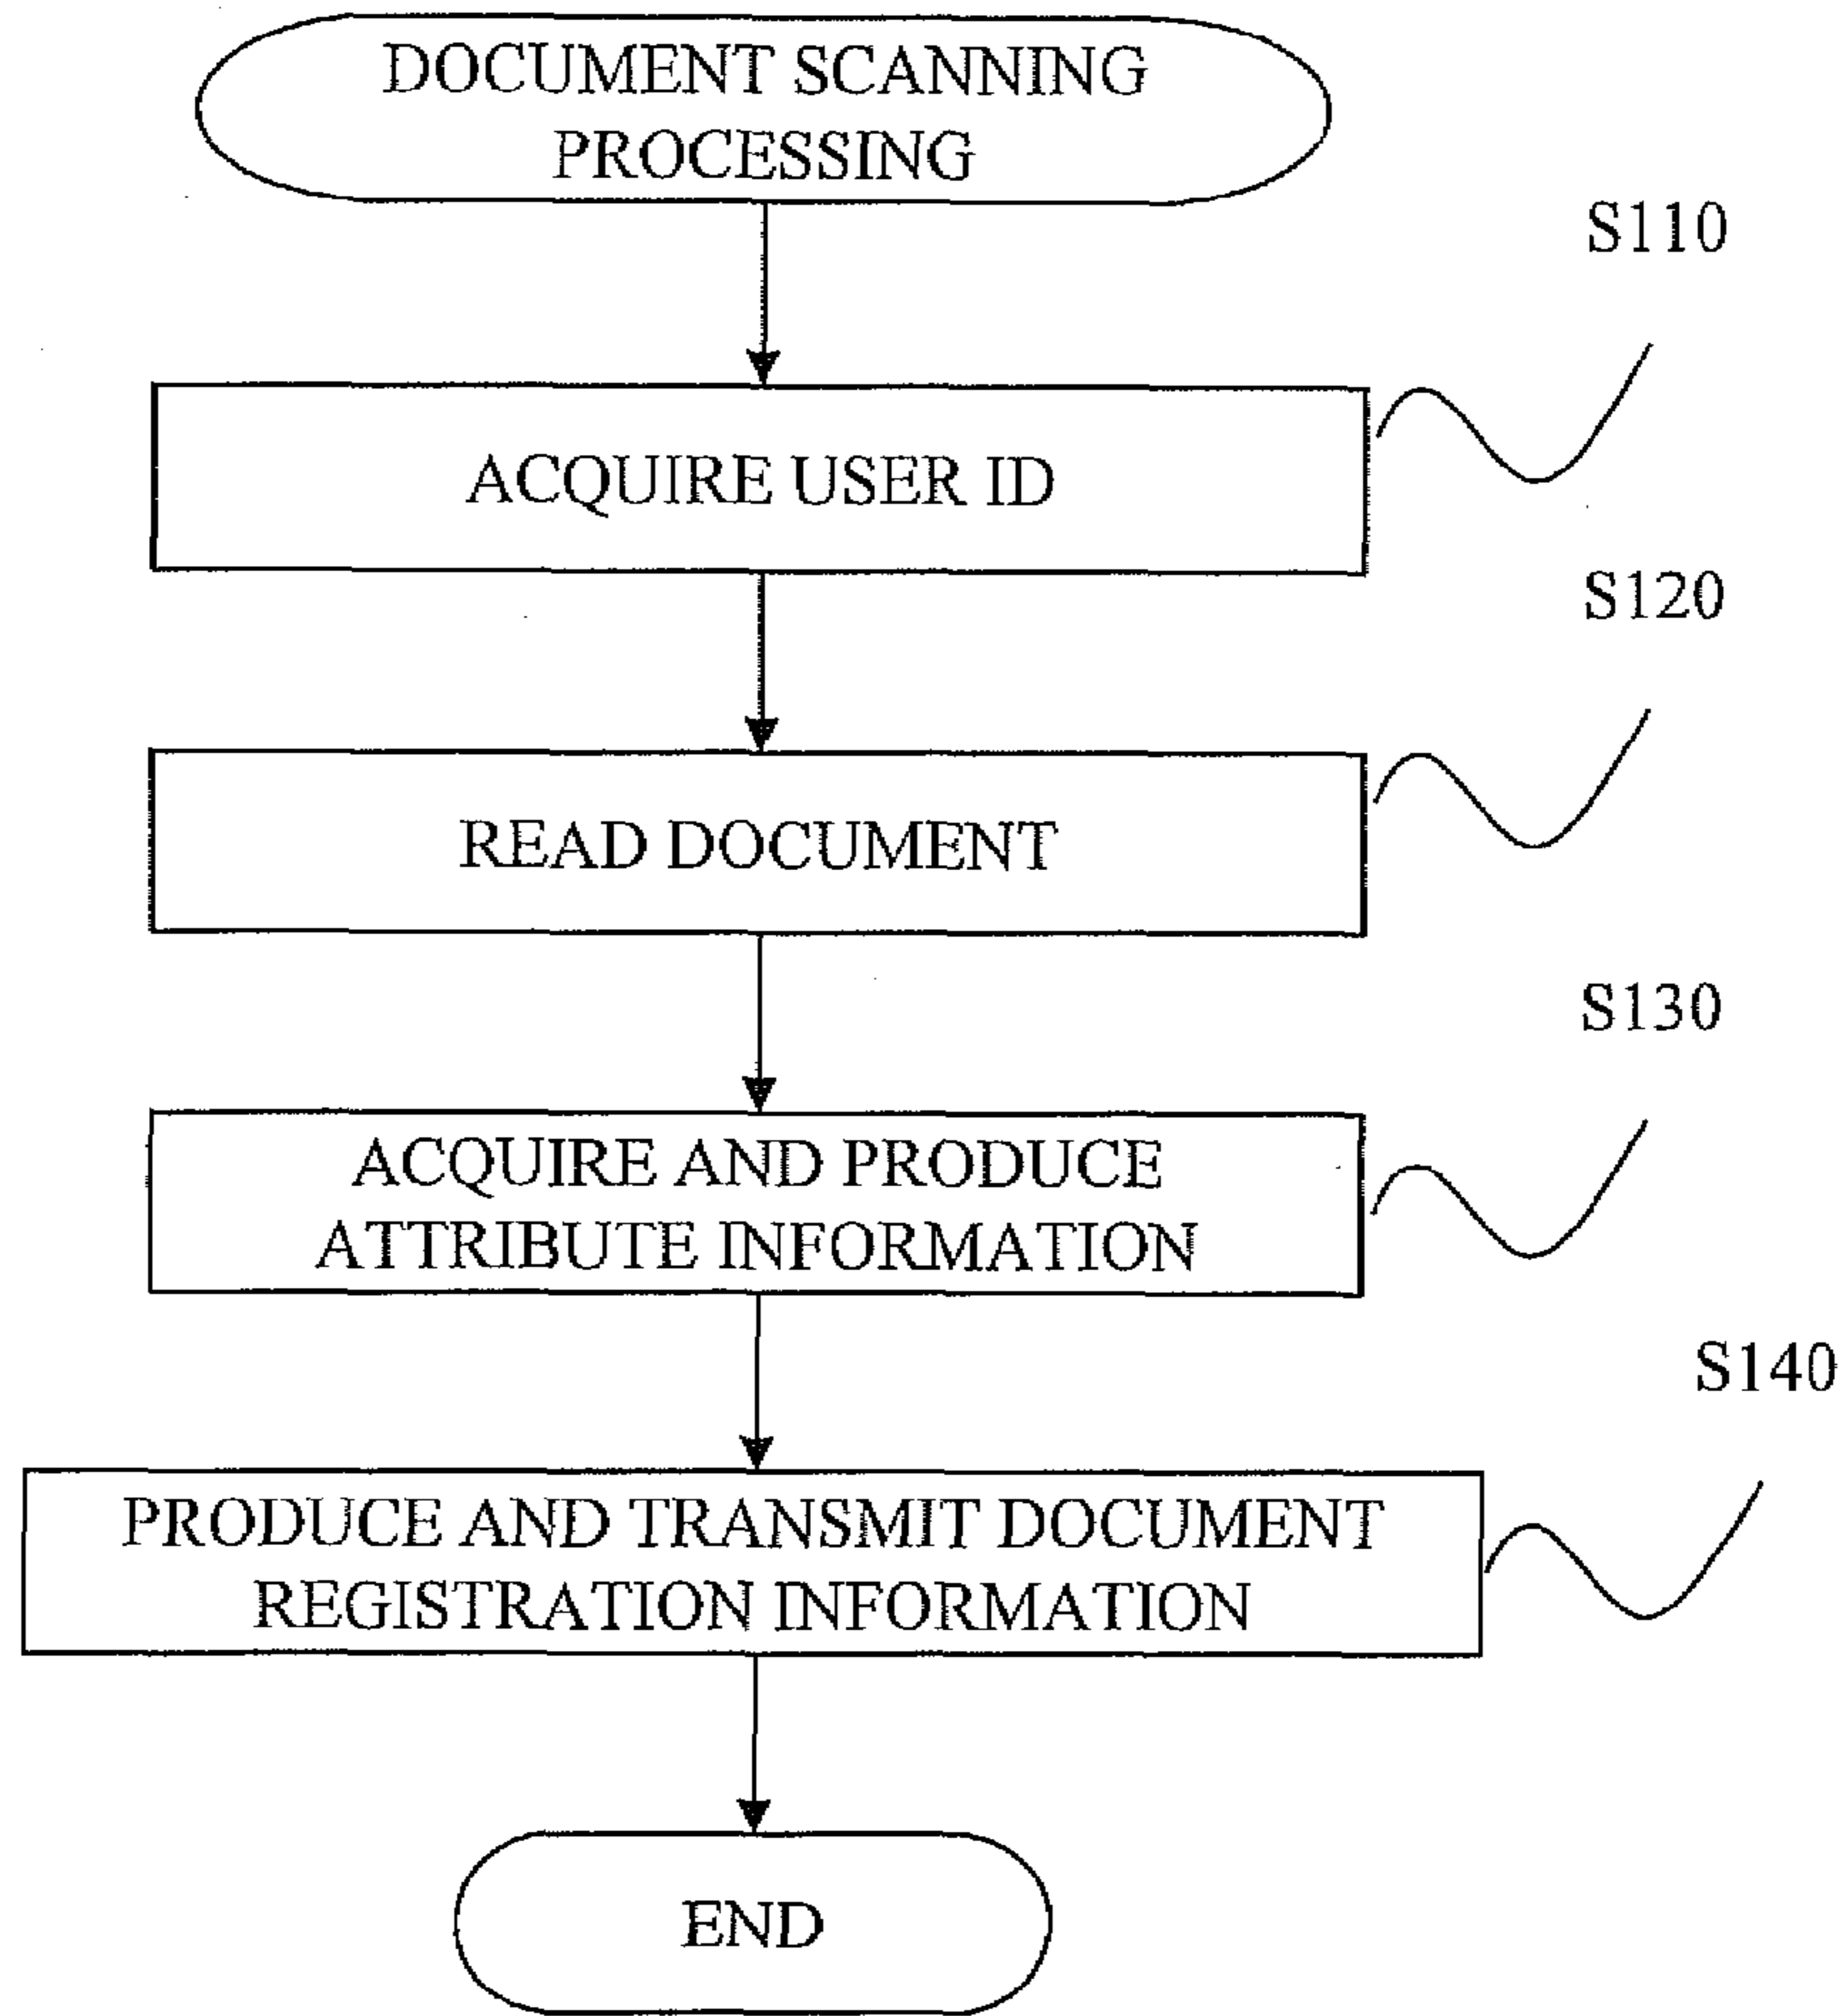 DOCUMENT SCANNING
PROCESSING
S110
ACQUIRE USER ID
S120
READ DOCUMENT
S130
ACQUIRE AND PRODUCE
ATTRIBUTE INFORMATION
S140
PRODUCE AND TRANSMIT DOCUMENT
REGISTRATION INFORMATION
END